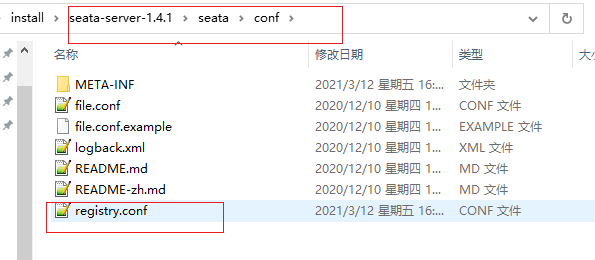 install > seata-server-1.4.1 > seata > conf >
名称 修改日期 类型 大小
META-INF 2021/3/12 星期五 16:... 文件夹
file.conf 2020/12/10 星期四 1... CONF 文件
file.conf.example 2020/12/10 星期四 1... EXAMPLE 文件
logback.xml 2020/12/10 星期四 1... XML 文件
README.md 2020/12/10 星期四 1... MD 文件
README-zh.md 2020/12/10 星期四 1... MD 文件
registry.conf 2021/3/12 星期五 16:... CONF 文件